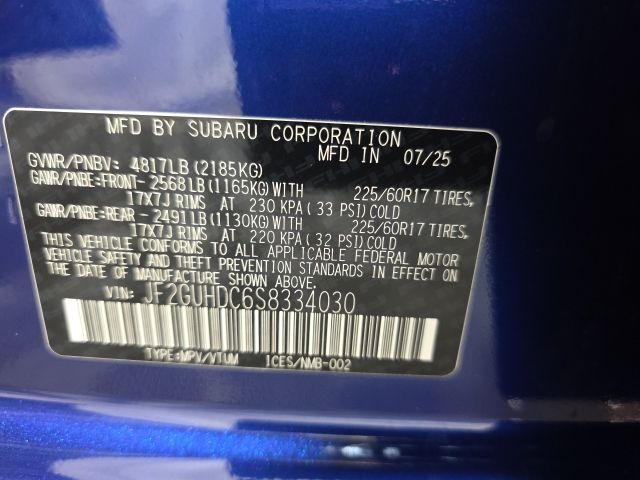 MFD BY SUBARU CORPORATION
MFD IN 07/25
GVWR/PNBV: 4817LB (2185KG)
GAWR/PNBE:FRONT- 2568LB(1165KG)WITH 225/60R17 TIRES,
17X7J RIMS AT 230 KPA( 33 PSI)COLD
GAWR/PNBE:REAR - 2491LB(1130KG)WITH 225/60R17 TIRES,
17X7J RIMS AT 220 KPA( 32 PSI)COLD
THIS VEHICLE CONFORMS TO ALL APPLICABLE FEDERAL MOTOR
VEHICLE SAFETY AND THEFT PREVENTION STANDARDS IN EFFECT ON
THE DATE OF MANUFACTURE SHOWN ABOVE.
VIN: JF2GUHDC6S8334030
TYPE:MPV/VTUM ICES/NMB-002